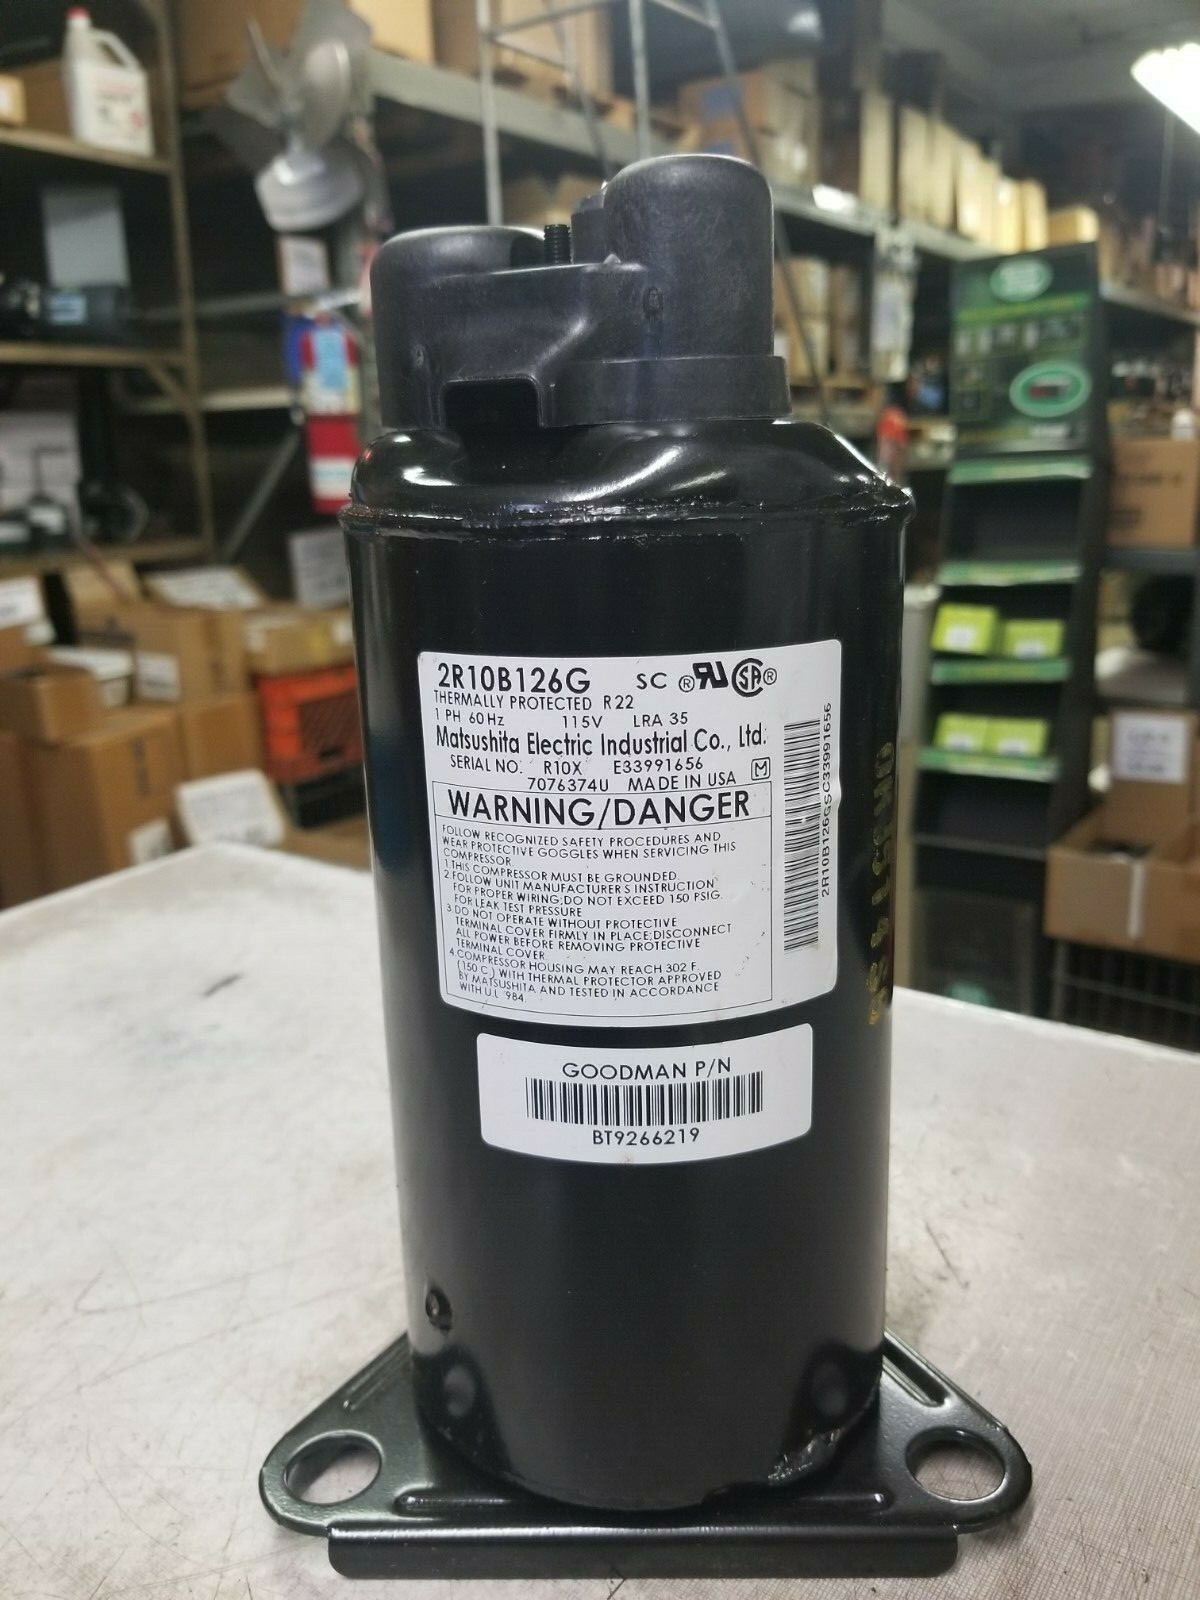 2R10B126G SC ® RU SA ®
THERMALLY PROTECTED R22
1 PH 60Hz 115V LRA 35
Matsushita Electric Industrial Co., Ltd.
SERIAL NO. R10X E33991656
7076374U MADE IN USA M
WARNING/DANGER
FOLLOW RECOGNIZED SAFETY PROCEDURES AND
WEAR PROTECTIVE GOGGLES WHEN SERVICING THIS
COMPRESSOR
1.THIS COMPRESSOR MUST BE GROUNDED.
2.FOLLOW UNIT MANUFACTURERS INSTRUCTION
FOR PROPER WIRING;DO NOT EXCEED 150 PSIG.
FOR LEAK TEST PRESSURE
3.DO NOT OPERATE WITHOUT PROTECTIVE
TERMINAL COVER FIRMLY IN PLACE;DISCONNECT
ALL POWER BEFORE REMOVING PROTECTIVE
TERMINAL COVER
4.COMPRESSOR HOUSING MAY REACH 302 F
(150 C) WITH THERMAL PROTECTOR APPROVED
BY MATSUSHITA, AND TESTED IN ACCORDANCE
WITH U.L '984
2R10B126GSC33991656
GOODMAN P/N
BT9266219